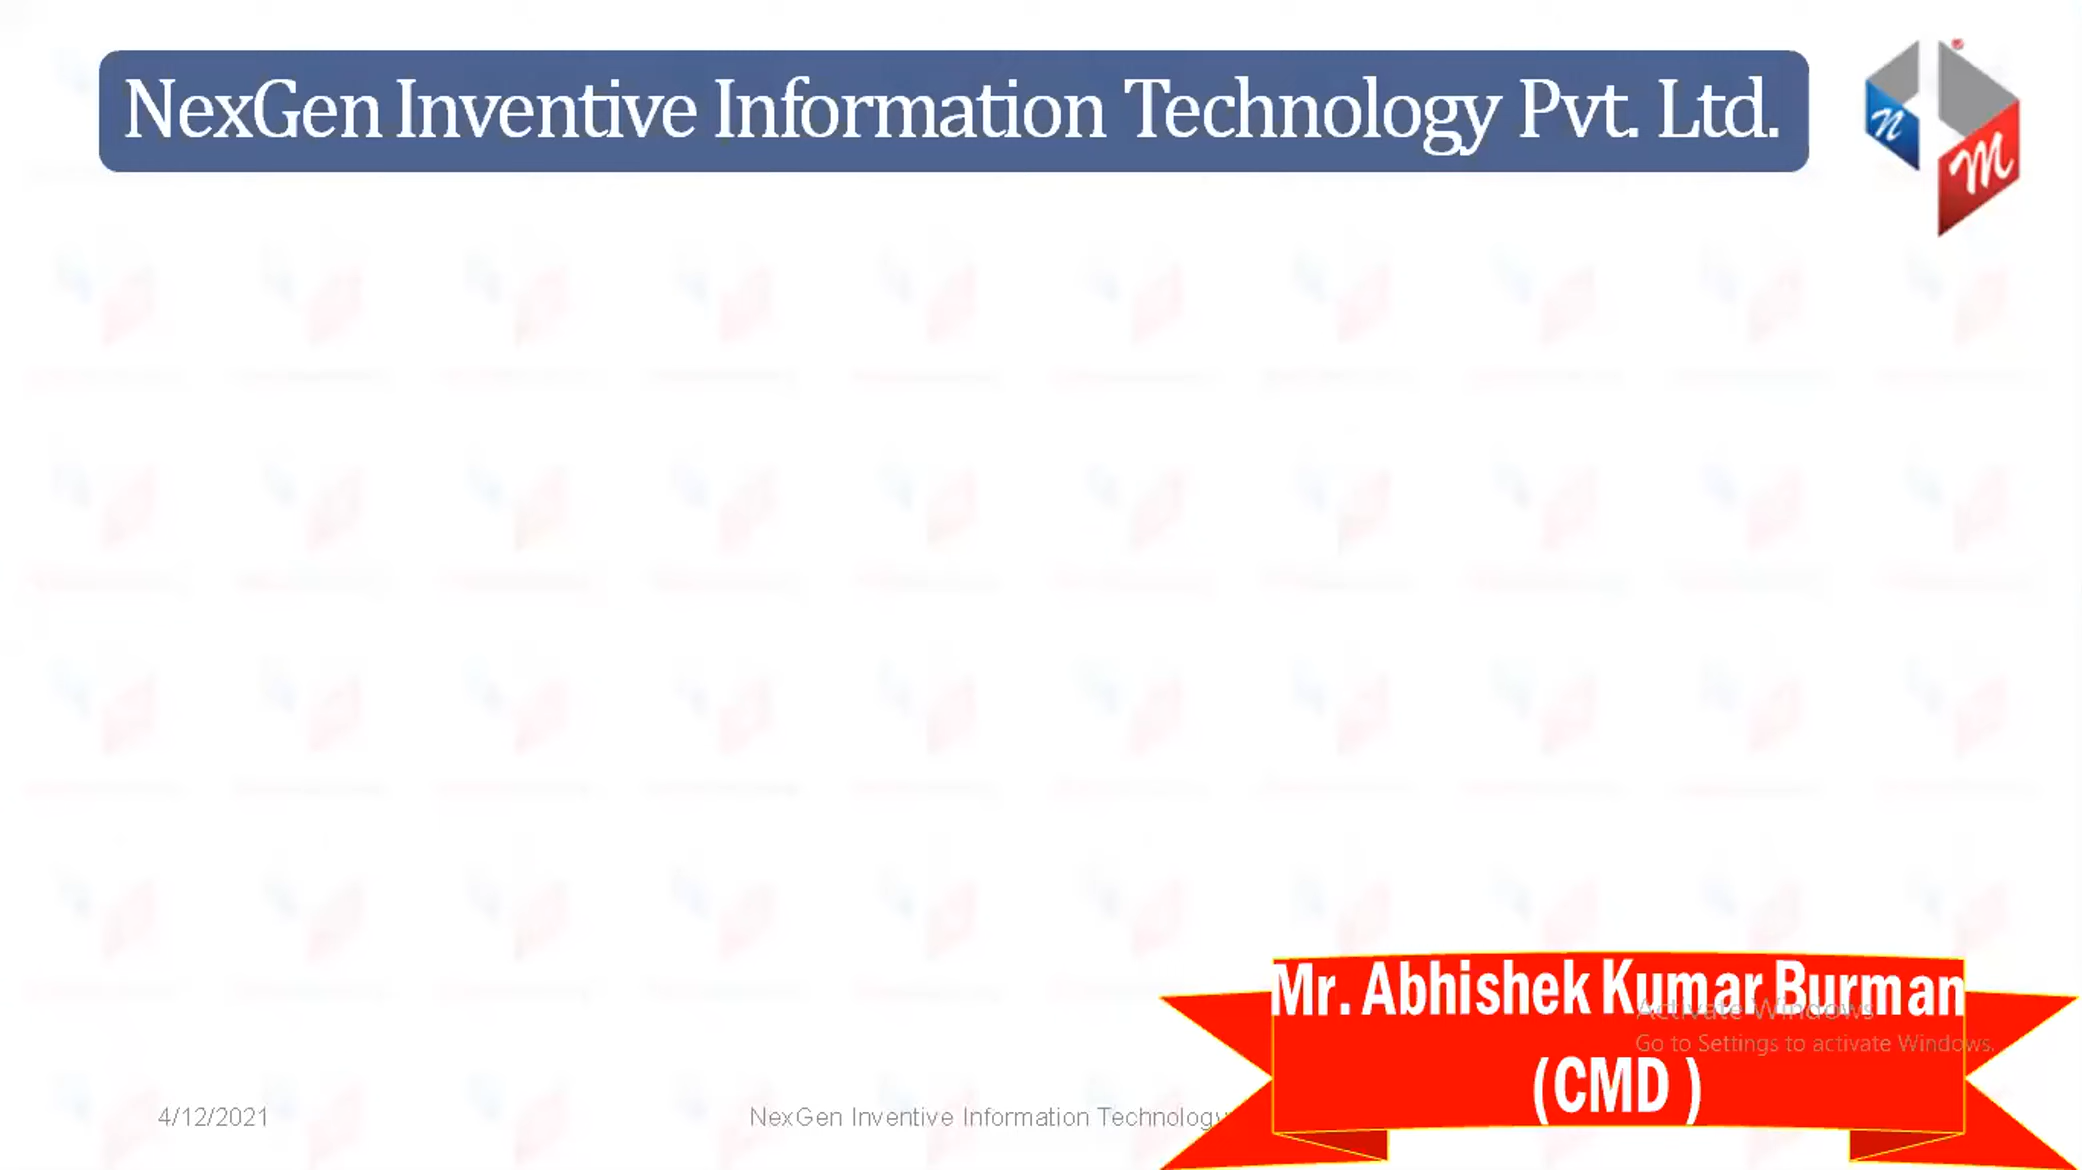 NexGen Inventive Information Technology Pvt. Ltd.
n
m
Mr. Abhishek Kumar Burman
(CMD )
Activate Windows
Go to Settings to activate Windows.
4/12/2021
NexGen Inventive Information Technology